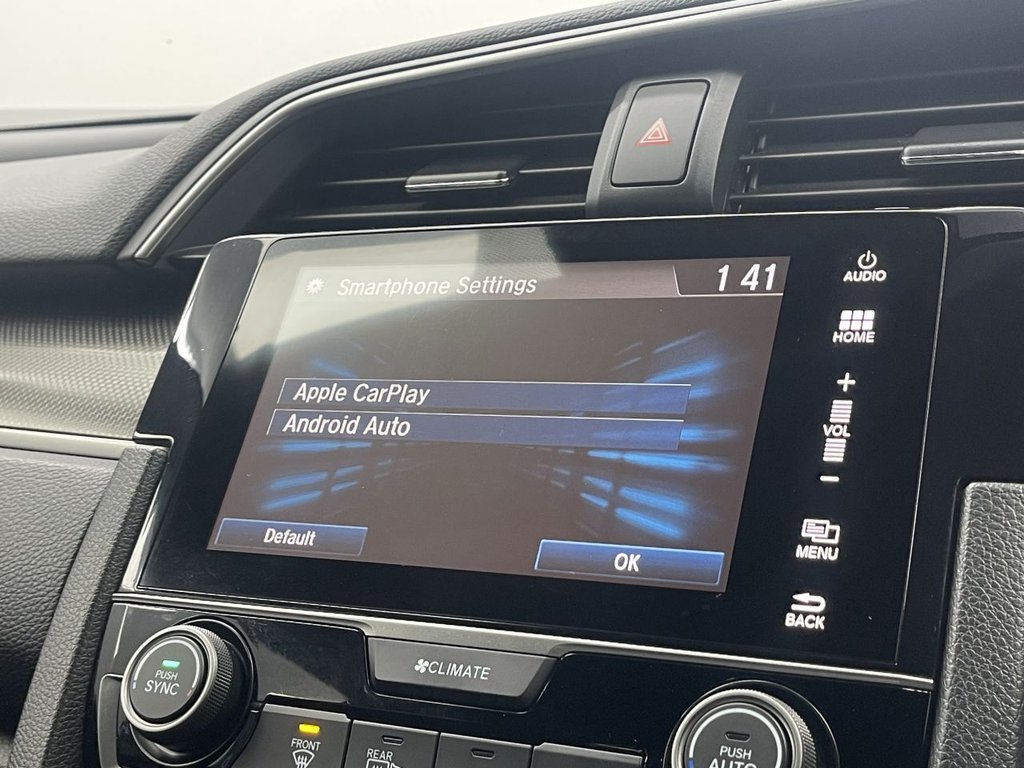 Smartphone Settings
1 41
Apple CarPlay
Android Auto
Default
OK
AUDIO
HOME
+
VOL
-
MENU
BACK
CLIMATE
PUSH
SYNC
FRONT
REAR
PUSH
AUTO